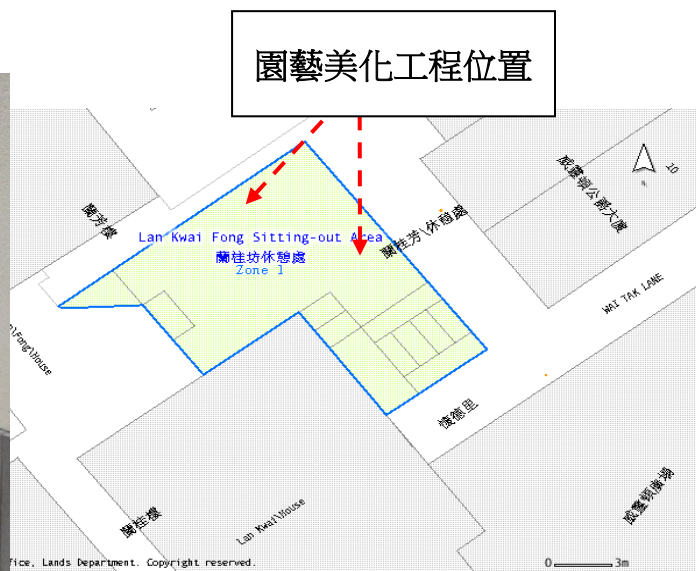 園藝美化工程位置
威靈頓公爵大廈
10
蘭芳樓
蘭桂芳\休憩處
Lan Kwai Fong Sitting-out Area
蘭桂坊休憩處
Zone 1
WAI TAK LANE
\Fong\House
懷德里
威靈頓廣場
蘭桂樓
Lan Kwai\House
fice, Lands Department. Copyright reserved.
0 3m